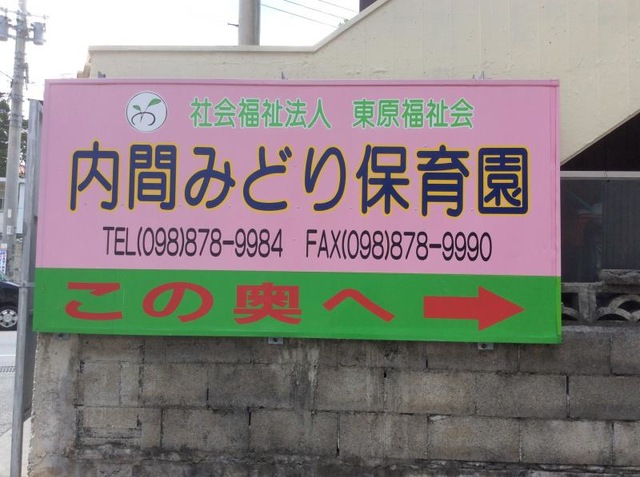 社会福祉法人 東原福祉会
内間みどり保育園
TEL(098)878-9984 FAX(098)878-9990
この奥へ→